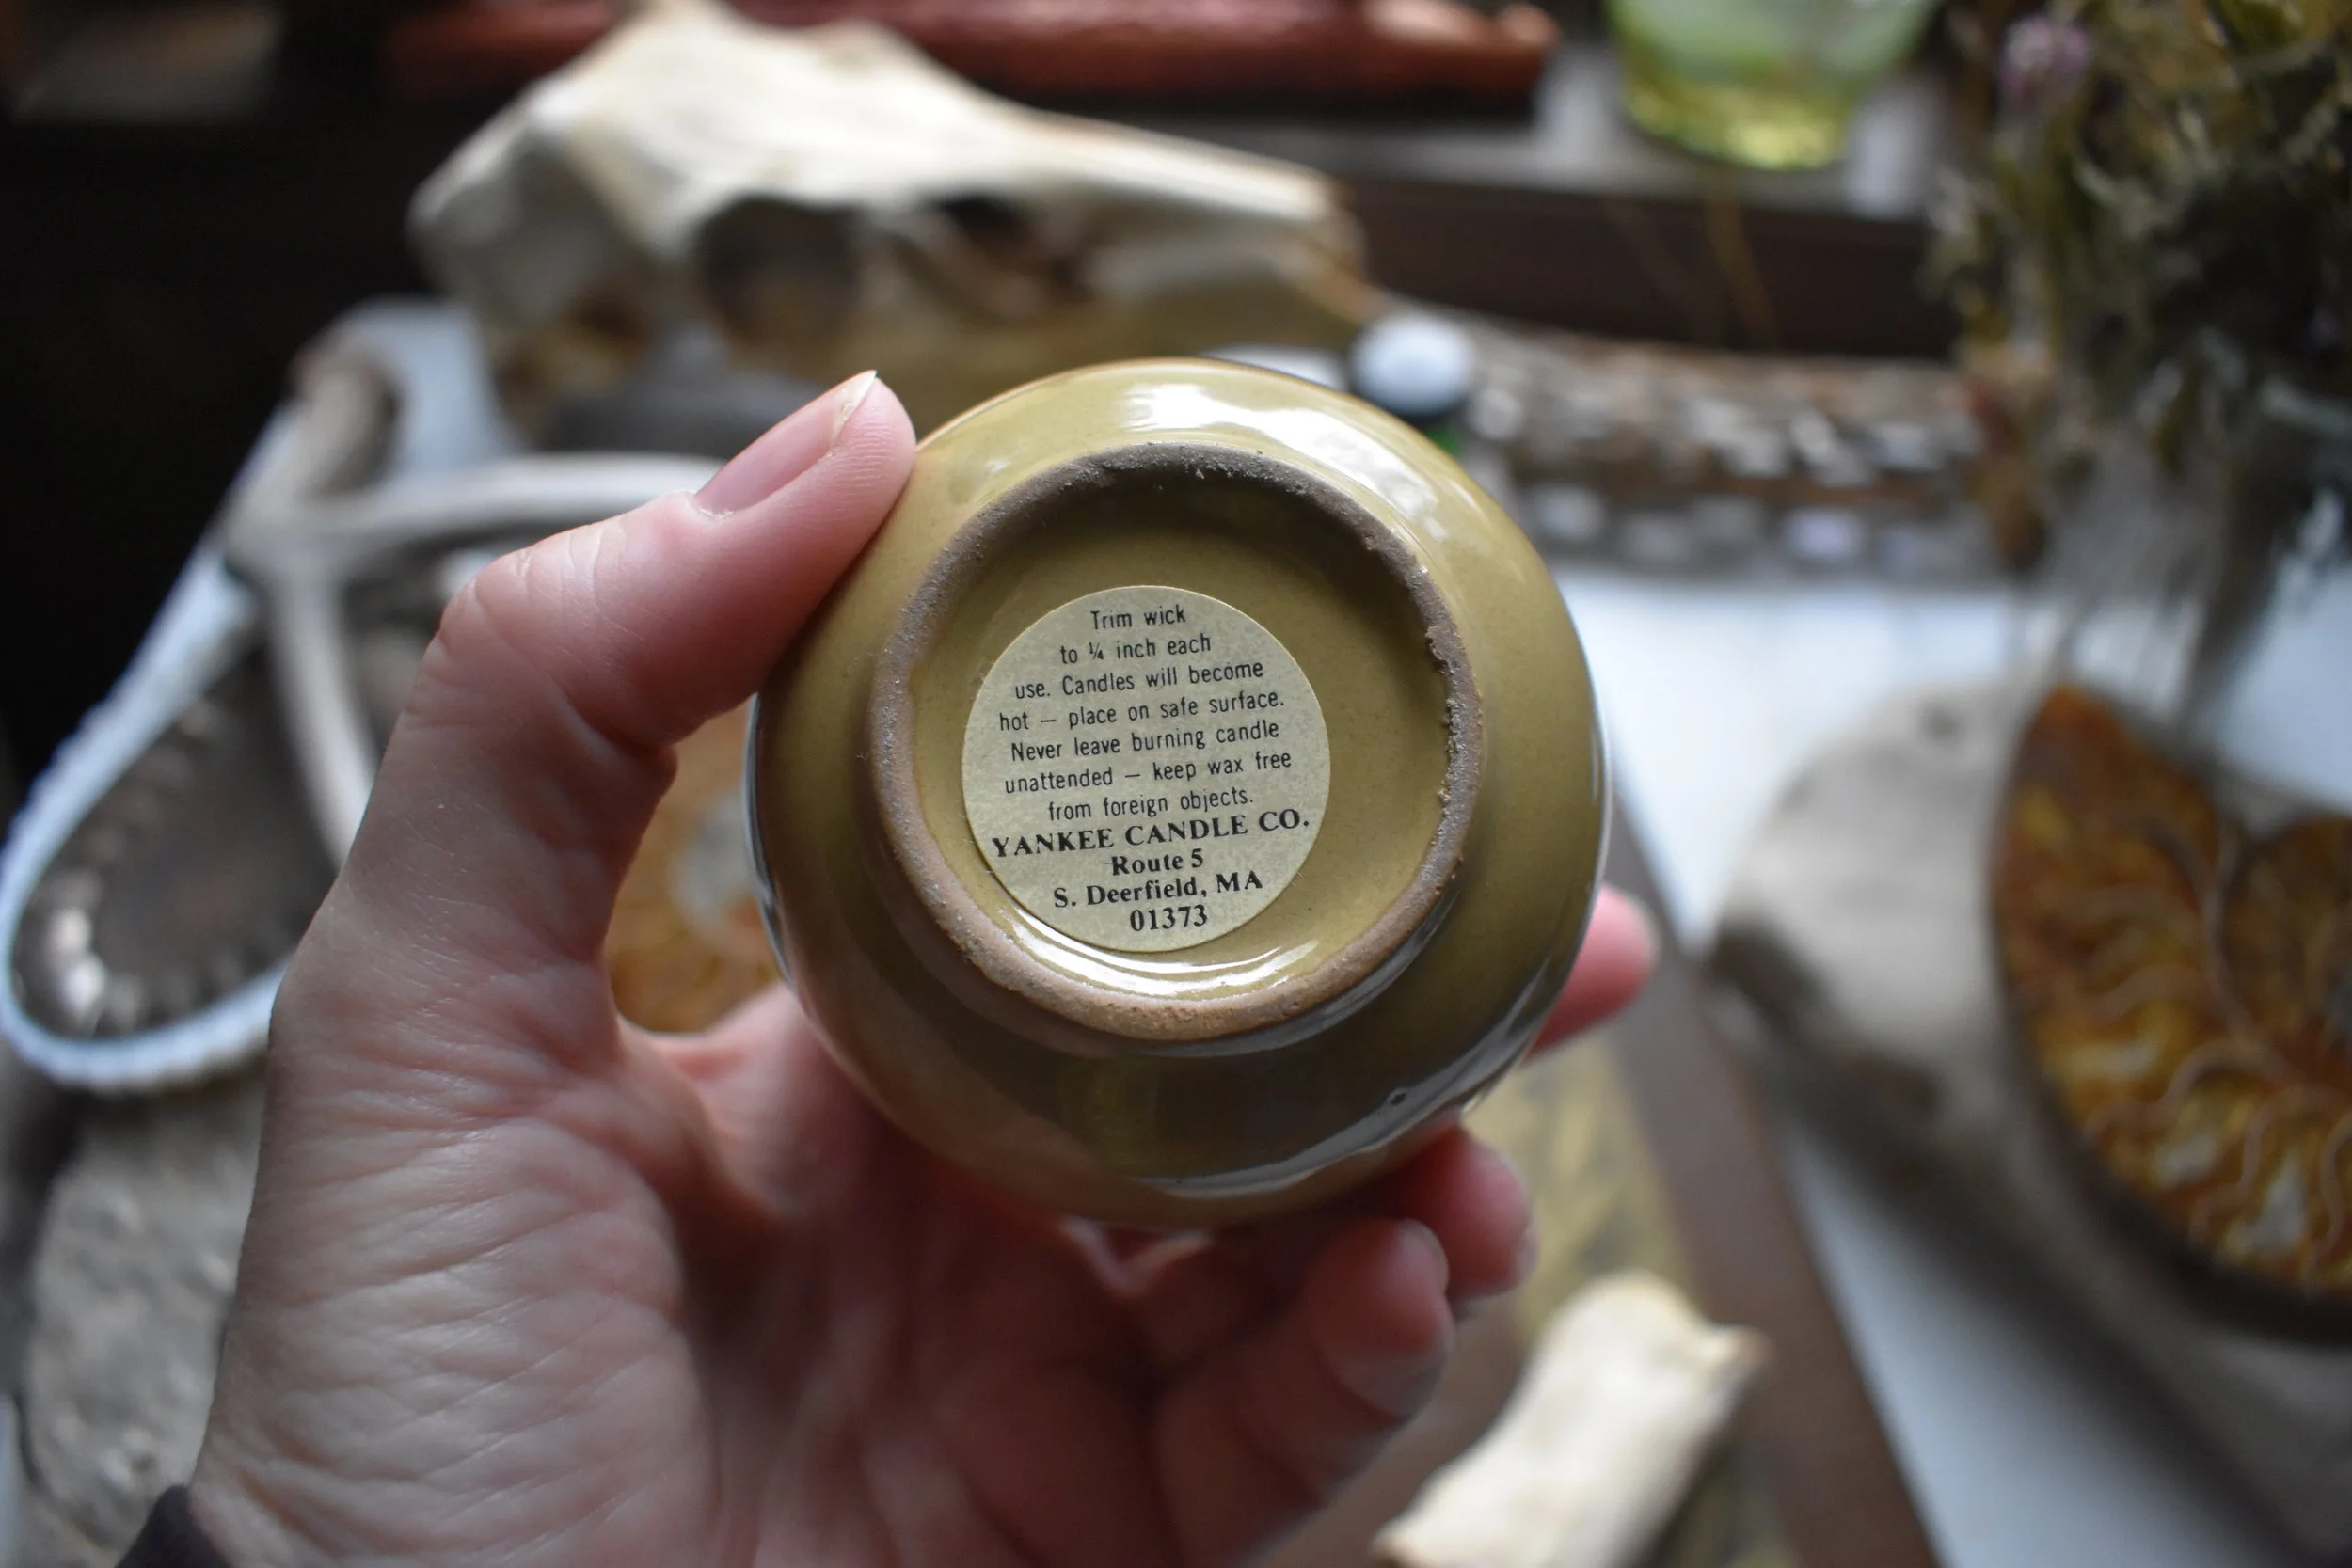 Trim wick
to ¼ inch each
use. Candles will become
hot — place on safe surface.
Never leave burning candle
unattended — keep wax free
from foreign objects.
YANKEE CANDLE CO.
Route 5
S. Deerfield, MA
01373